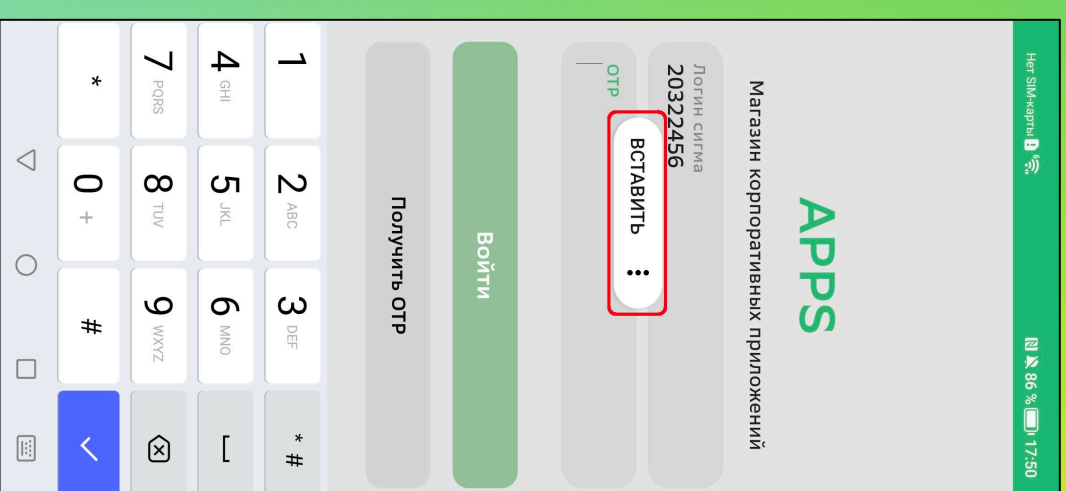 Нет SIM-карты 86 % 17:50
APPS
Магазин корпоративных приложений
Логин сигма
20322456
ВСТАВИТЬ
OTP
Войти
Получить OTP
1 2 ABC 3 DEF * #
4 GHI 5 JKL 6 MNO
7 PQRS 8 TUV 9 WXYZ
* 0 + #